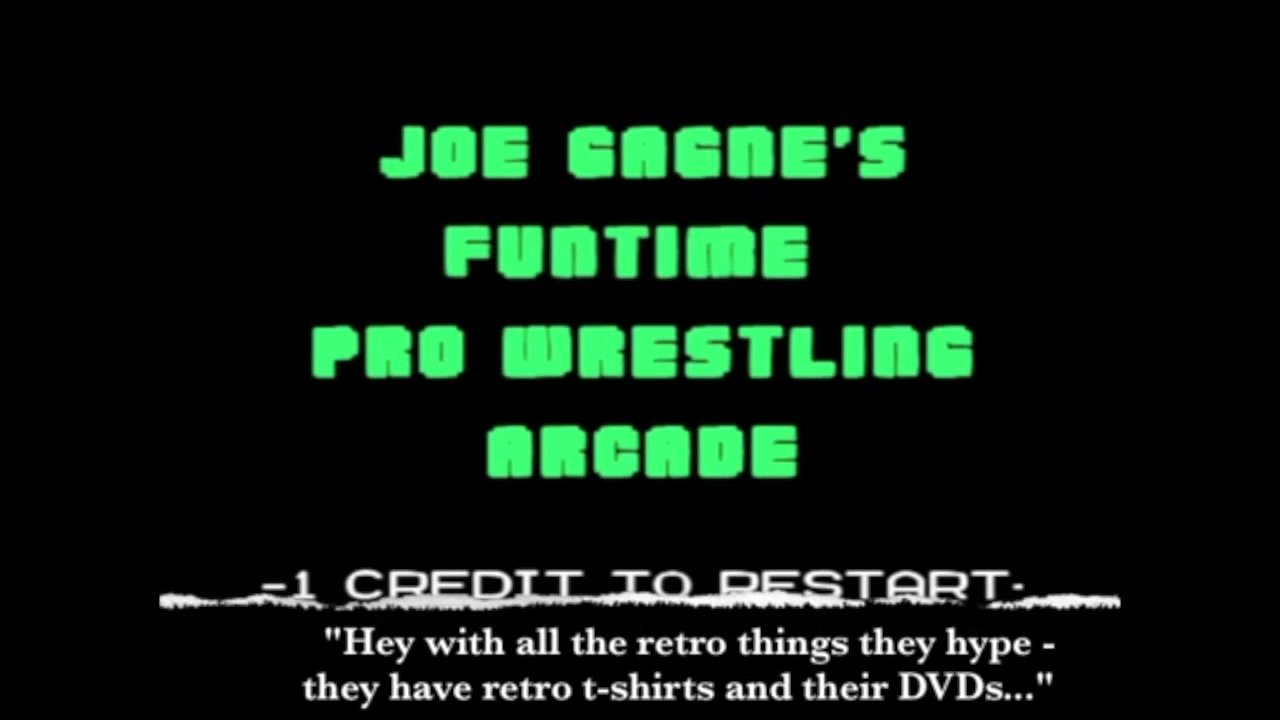 JOE GAGNE'S
FUNTIME
PRO WRESTLING
ARCADE
-1 CREDIT TO RESTART-
"Hey with all the retro things they hype -
they have retro t-shirts and their DVDs..."